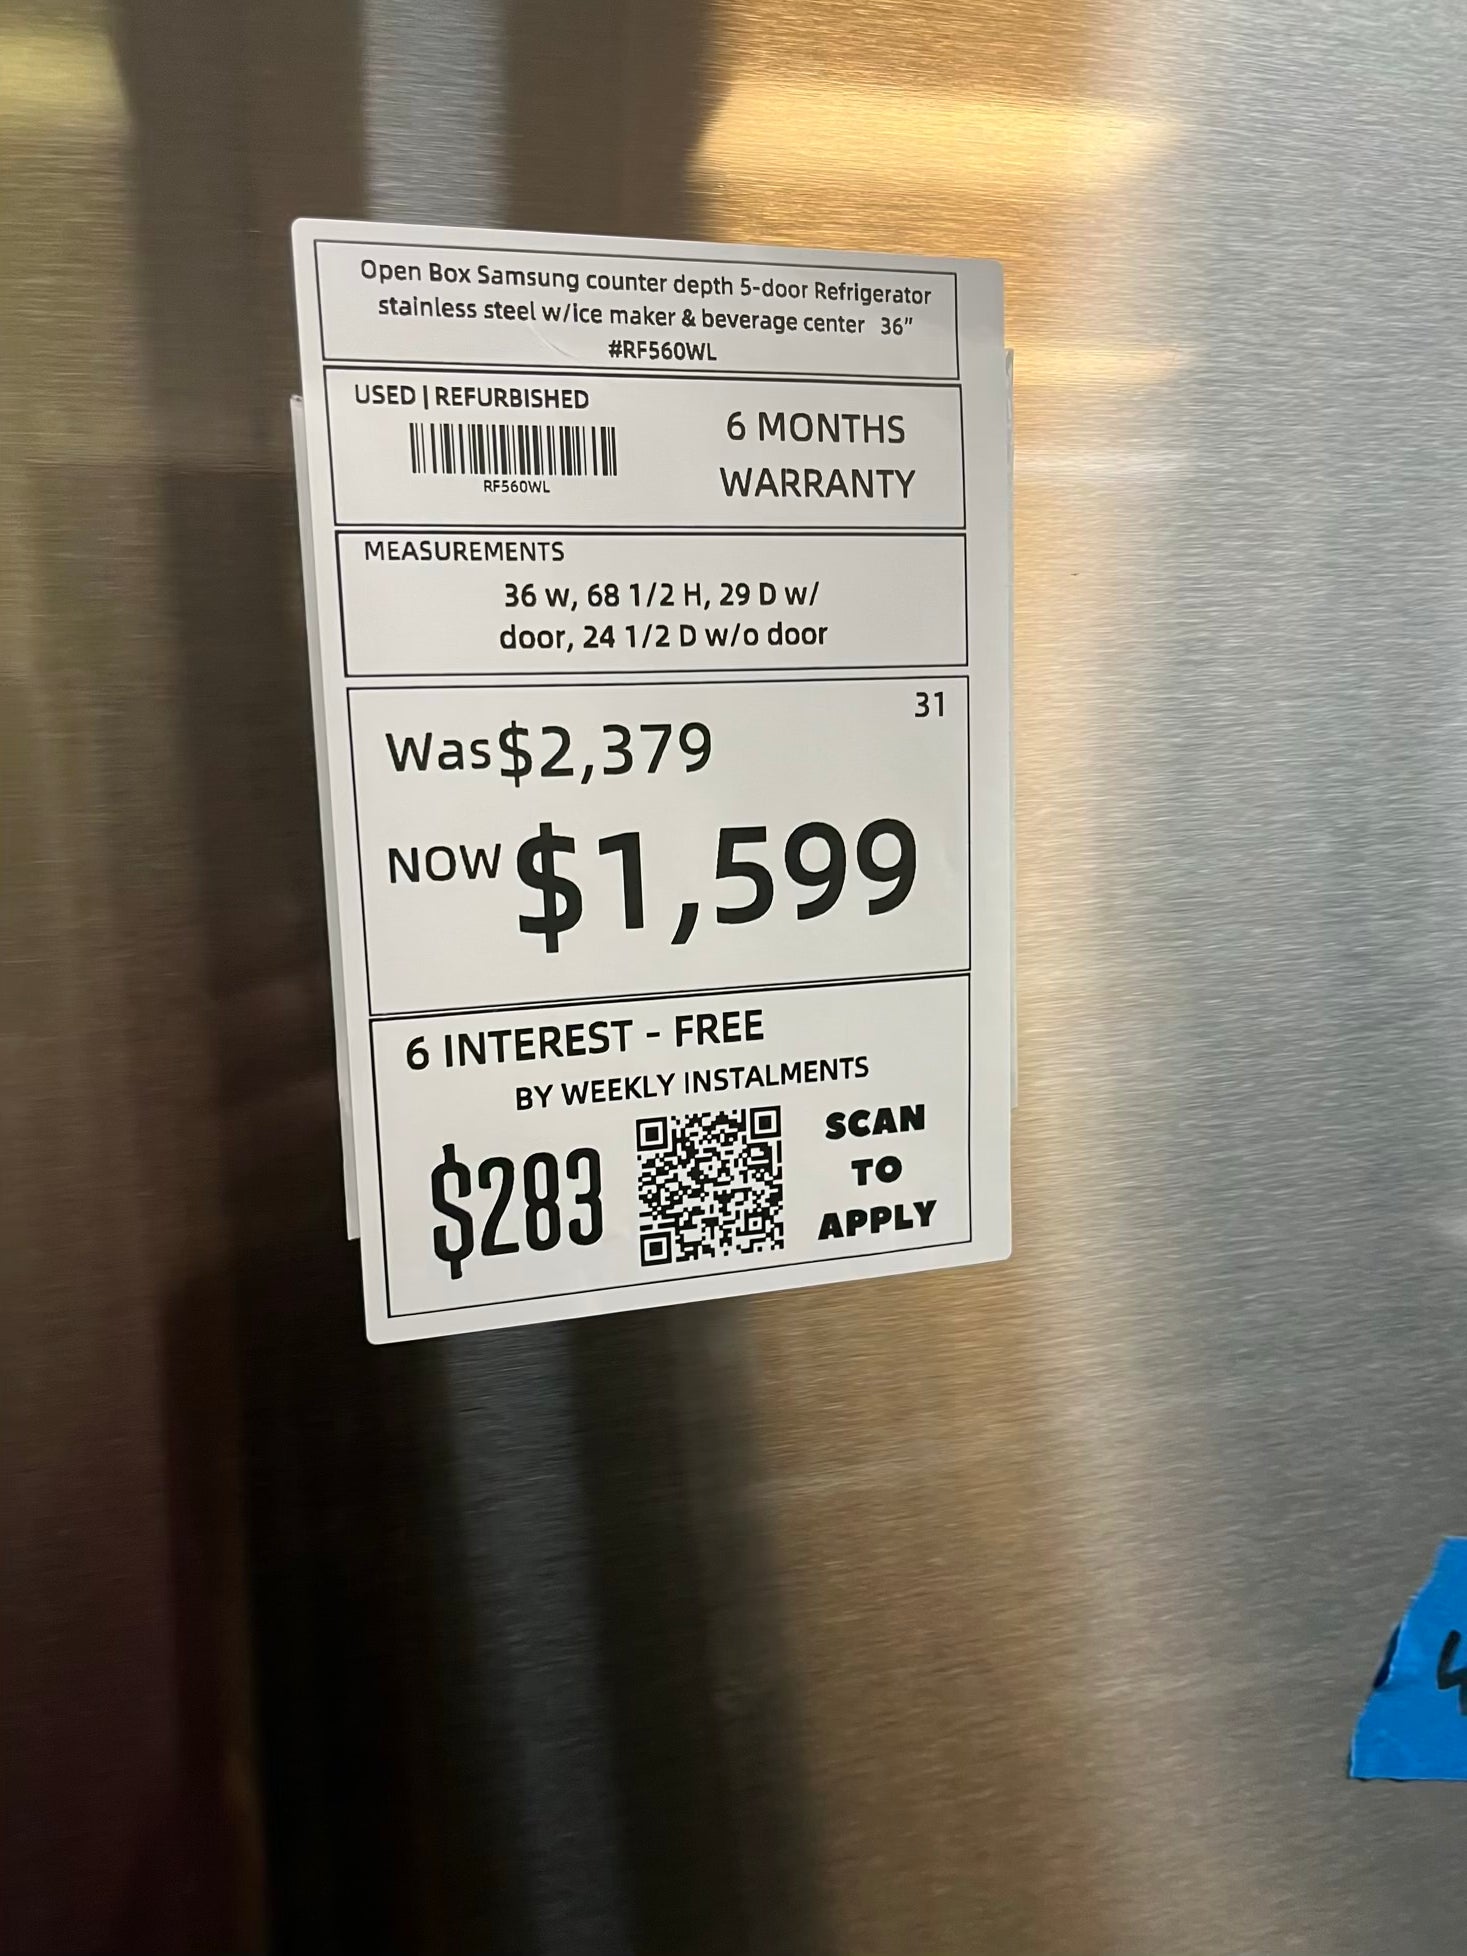 Open Box Samsung counter depth 5-door Refrigerator
stainless steel w/Ice maker & beverage center 36"
#RF560WL
USED | REFURBISHED
RF560WL
6 MONTHS
WARRANTY
MEASUREMENTS
36 w, 68 1/2 H, 29 D w/
door, 24 1/2 D w/o door
31
Was $2,379
NOW $1,599
6 INTEREST - FREE
BY WEEKLY INSTALMENTS
$283
SCAN
TO
APPLY